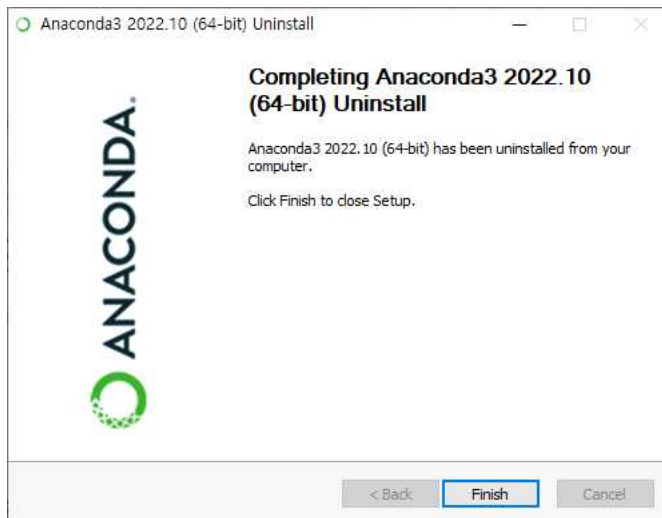 Anaconda3 2022.10 (64-bit) Uninstall
ANACONDA.
Completing Anaconda3 2022.10
(64-bit) Uninstall
Anaconda3 2022.10 (64-bit) has been uninstalled from your
computer.
Click Finish to close Setup.
< Back
Finish
Cancel